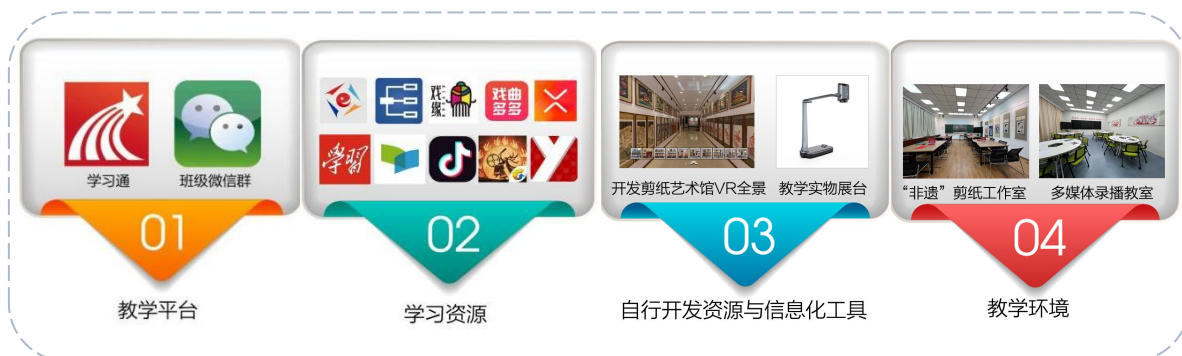 学习通
班级微信群
01
教学平台
戏缘
戏曲多多
学習
02
学习资源
开发剪纸艺术馆VR全景
教学实物展台
03
自行开发资源与信息化工具
“非遗”剪纸工作室
多媒体录播教室
04
教学环境